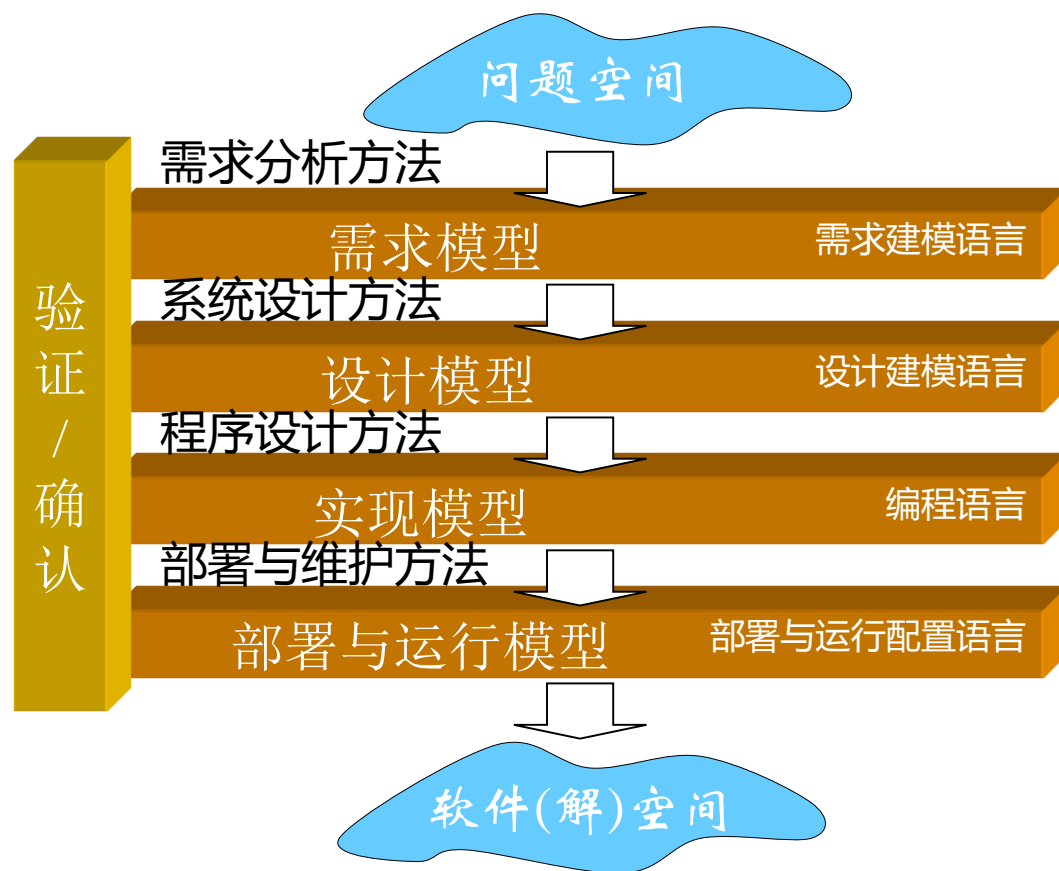 问题空间
需求分析方法
需求模型
需求建模语言
系统设计方法
设计模型
设计建模语言
程序设计方法
实现模型
编程语言
部署与维护方法
部署与运行模型
部署与运行配置语言
验证/确认
软件(解)空间